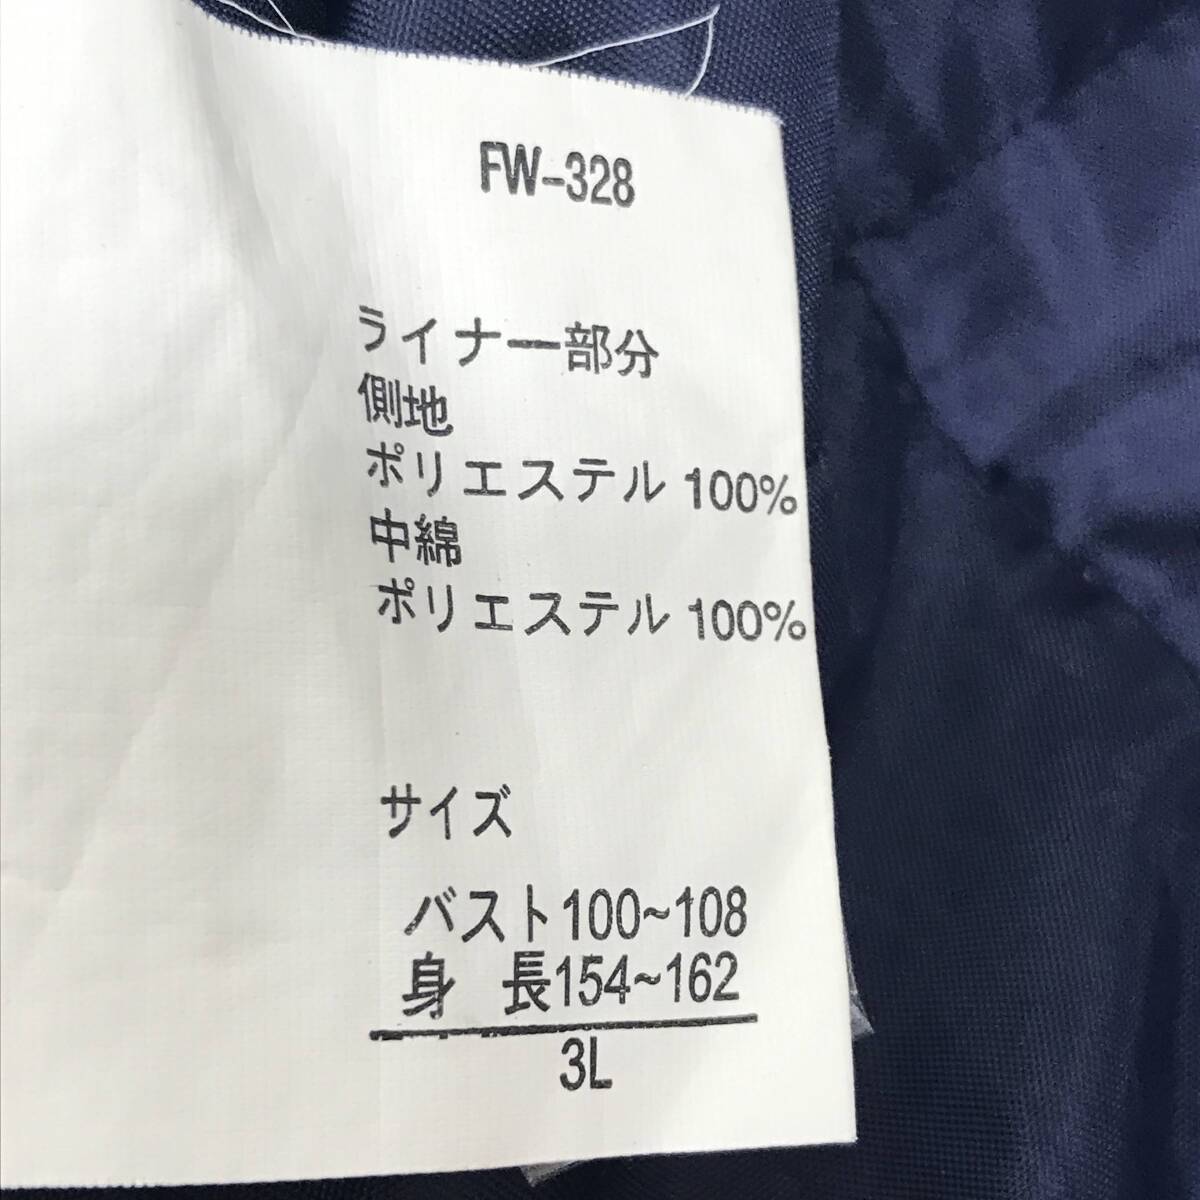 FW-328
ライナー部分
側地
ポリエステル 100%
中綿
ポリエステル 100%
サイズ
バスト100~108
身 長154~162
3L